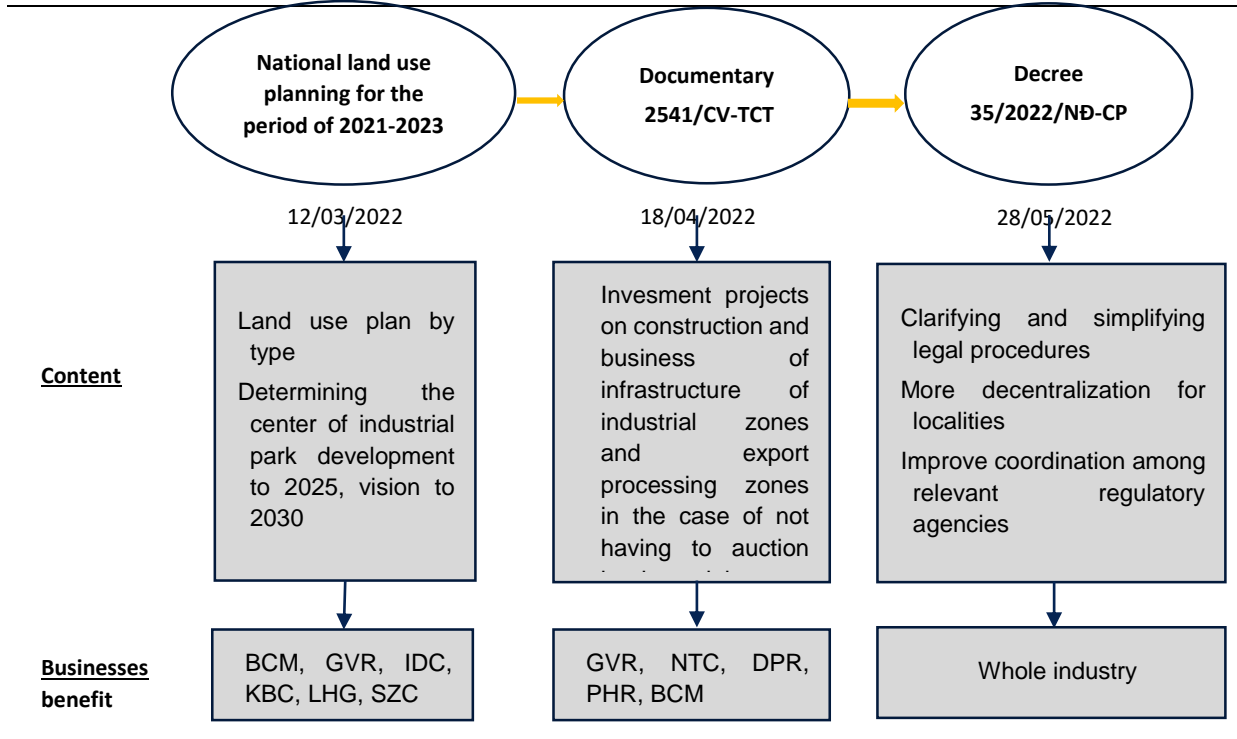 National land use
planning for the
period of 2021-2023
Documentary
2541/CV-TCT
Decree
35/2022/NĐ-CP
12/03/2022
18/04/2022
28/05/2022
Content
Land use plan by
type
Determining the
center of industrial
park development
to 2025, vision to
2030
Invesment projects
on construction and
business of
infrastructure of
industrial zones
and export
processing zones
in the case of not
having to auction
Clarifying and simplifying
legal procedures
More decentralization for
localities
Improve coordination among
relevant regulatory
agencies
Businesses
benefit
BCM, GVR, IDC,
KBC, LHG, SZC
GVR, NTC, DPR,
PHR, BCM
Whole industry